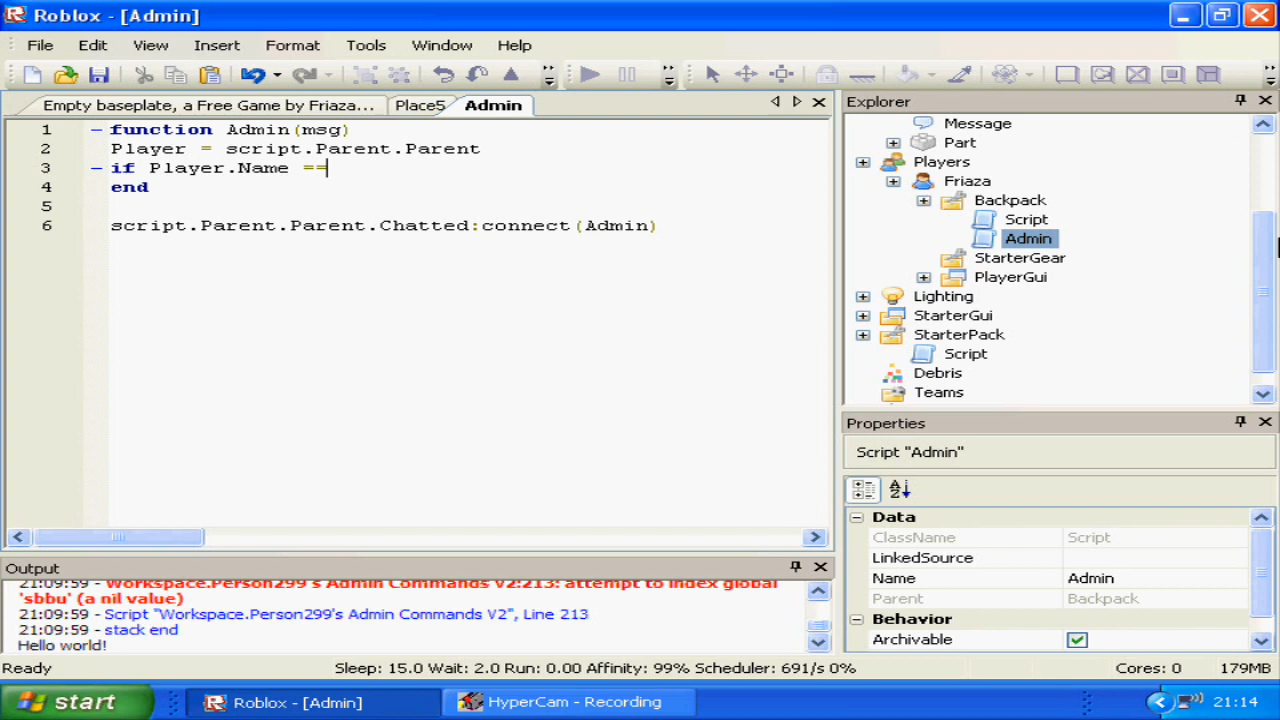 Roblox - [Admin]
File Edit View Insert Format Tools Window Help
Empty baseplate, a Free Game by Friaza... Place5 Admin
1 function Admin(msg)
2 Player = script.Parent.Parent
3 if Player.Name ==
4 end
5
6 script.Parent.Parent.Chatted:connect(Admin)
Explorer
Message
Part
Players
Friaza
Backpack
Script
Admin
StarterGear
PlayerGui
Lighting
StarterGui
StarterPack
Script
Debris
Teams
Properties
Script "Admin"
Data
ClassName Script
LinkedSource
Name Admin
Parent Backpack
Behavior
Archivable
Output
21:09:59 - Workspace.Person299's Admin Commands V2:213: attempt to index global
'sbbu' (a nil value)
21:09:59 - Script "Workspace.Person299's Admin Commands V2", Line 213
21:09:59 - stack end
Hello world!
Ready Sleep: 15.0 Wait: 2.0 Run: 0.00 Affinity: 99% Scheduler: 691/s 0% Cores: 0 179MB
start Roblox - [Admin] HyperCam - Recording 21:14